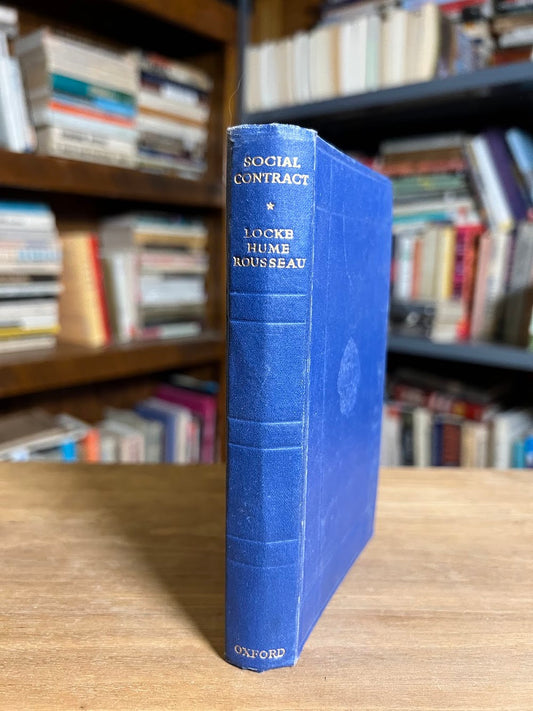 SOCIAL
CONTRACT
★
LOCKE
HUME
ROUSSEAU
OXFORD